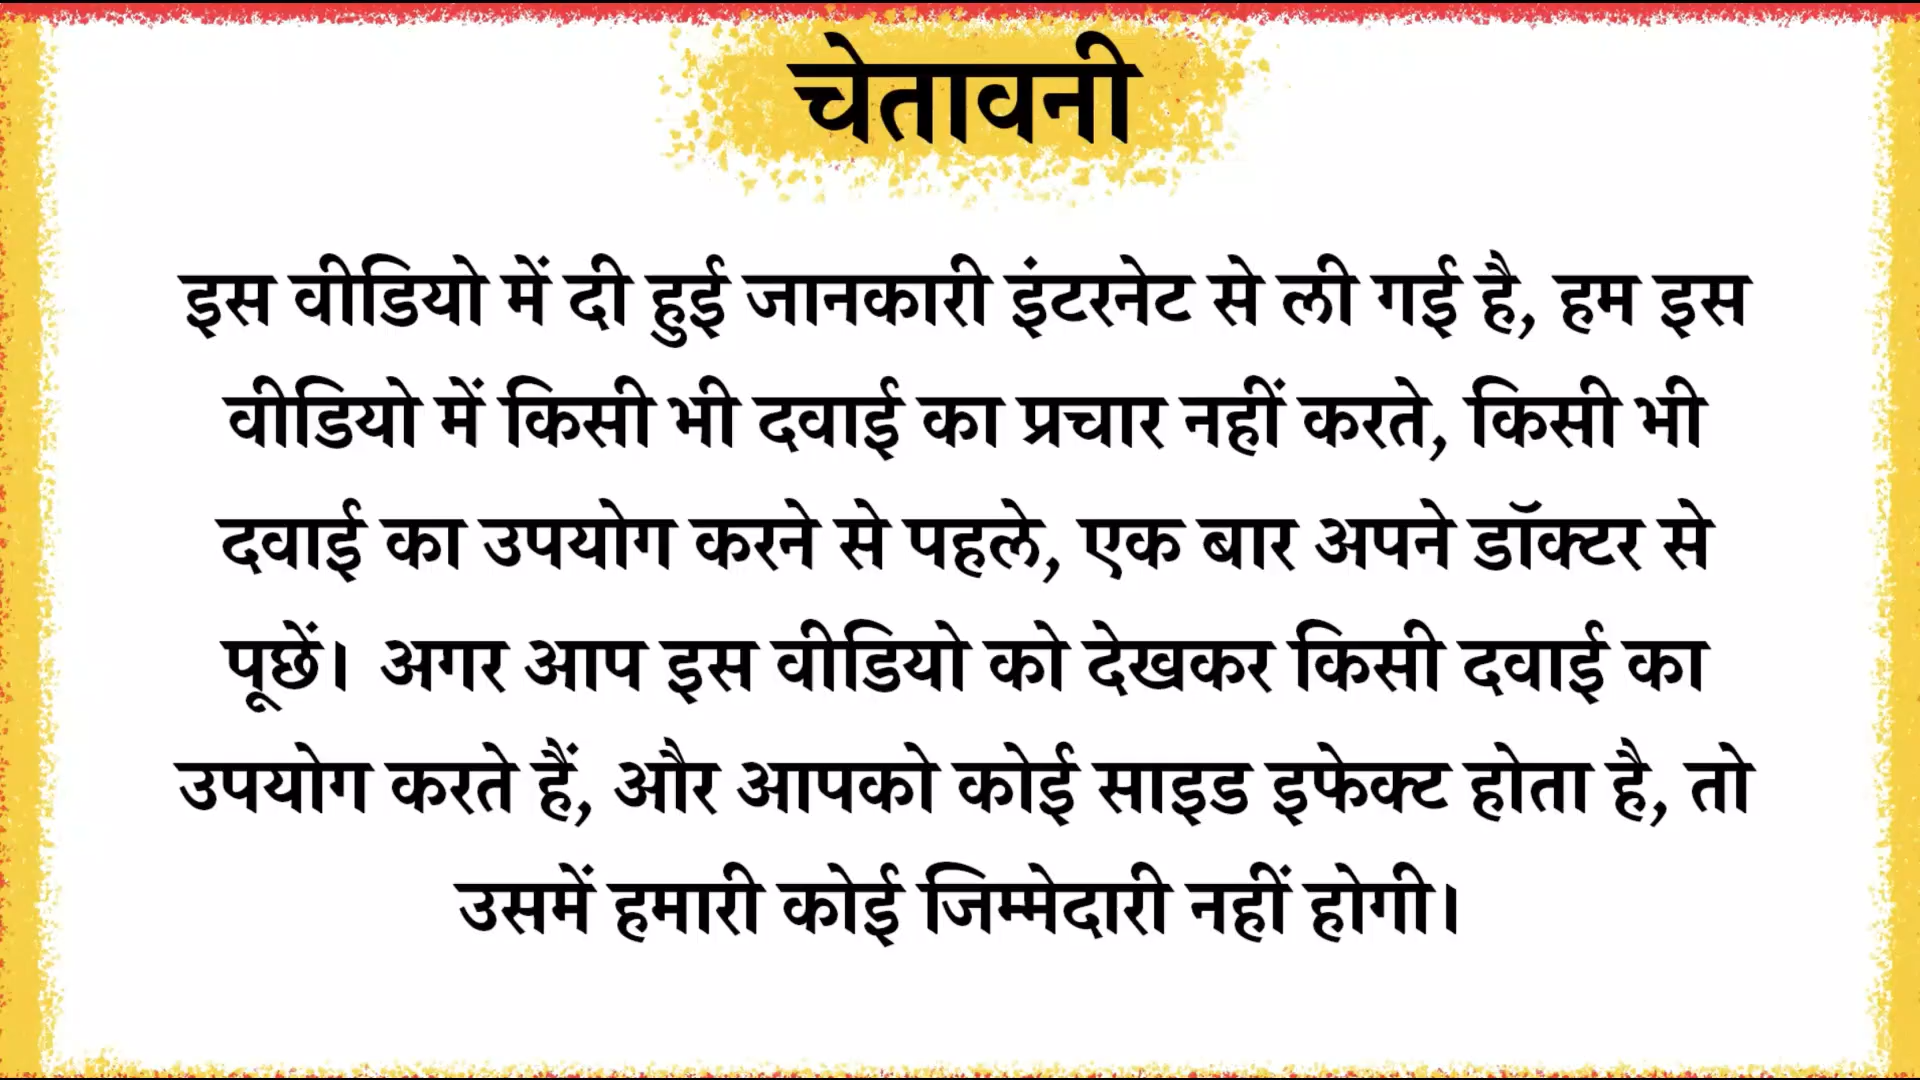 चेतावनी
इस वीडियो में दी हुई जानकारी इंटरनेट से ली गई है, हम इस
वीडियो में किसी भी दवाई का प्रचार नहीं करते, किसी भी
दवाई का उपयोग करने से पहले, एक बार अपने डॉक्टर से
पूछें। अगर आप इस वीडियो को देखकर किसी दवाई का
उपयोग करते हैं, और आपको कोई साइड इफेक्ट होता है, तो
उसमें हमारी कोई जिम्मेदारी नहीं होगी।